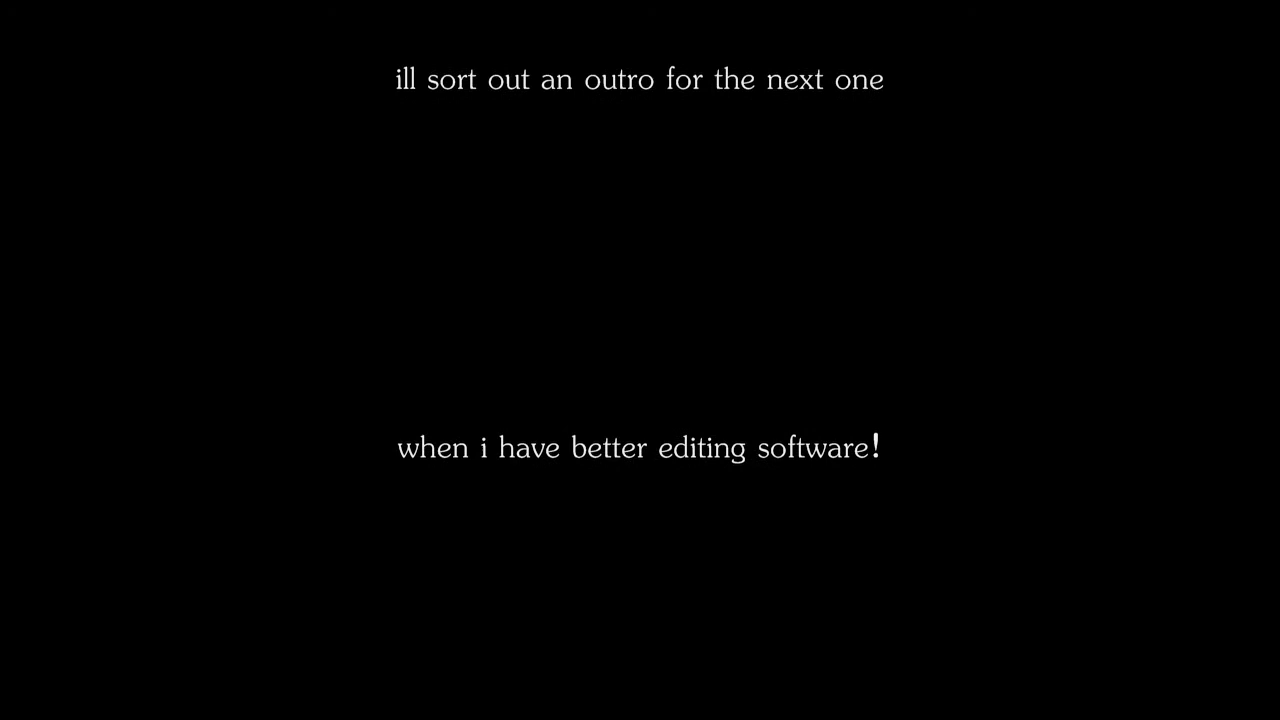 ill sort out an outro for the next one
when i have better editing software!